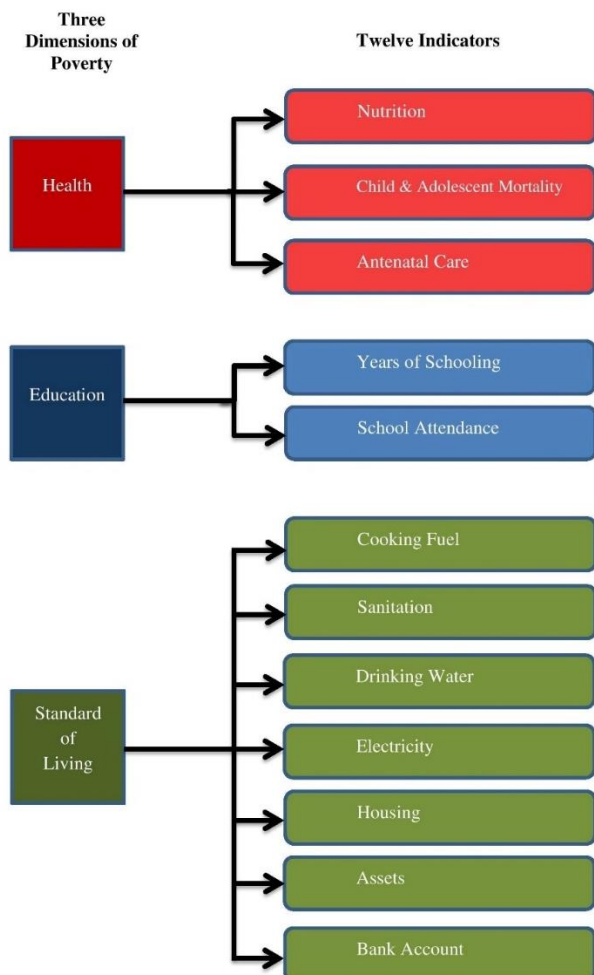 Three
Dimensions of
Poverty
Twelve Indicators
Health
Nutrition
Child & Adolescent Mortality
Antenatal Care
Education
Years of Schooling
School Attendance
Standard
of
Living
Cooking Fuel
Sanitation
Drinking Water
Electricity
Housing
Assets
Bank Account